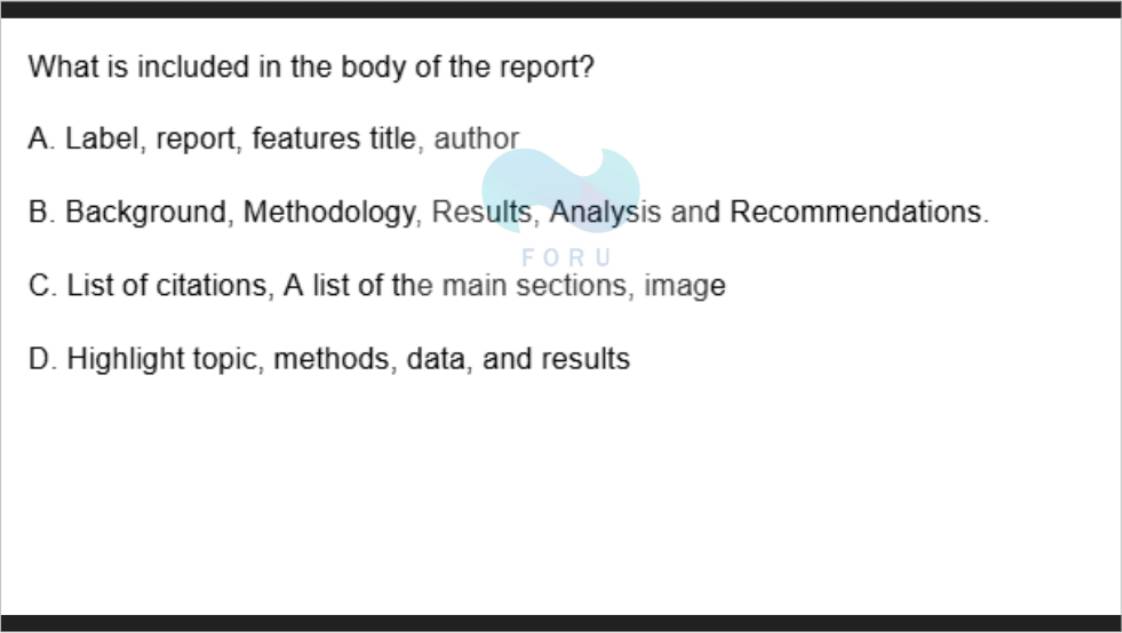 What is included in the body of the report?
A. Label, report, features title, author
B. Background, Methodology, Results, Analysis and Recommendations.
FORU
C. List of citations, A list of the main sections, image
D. Highlight topic, methods, data, and results